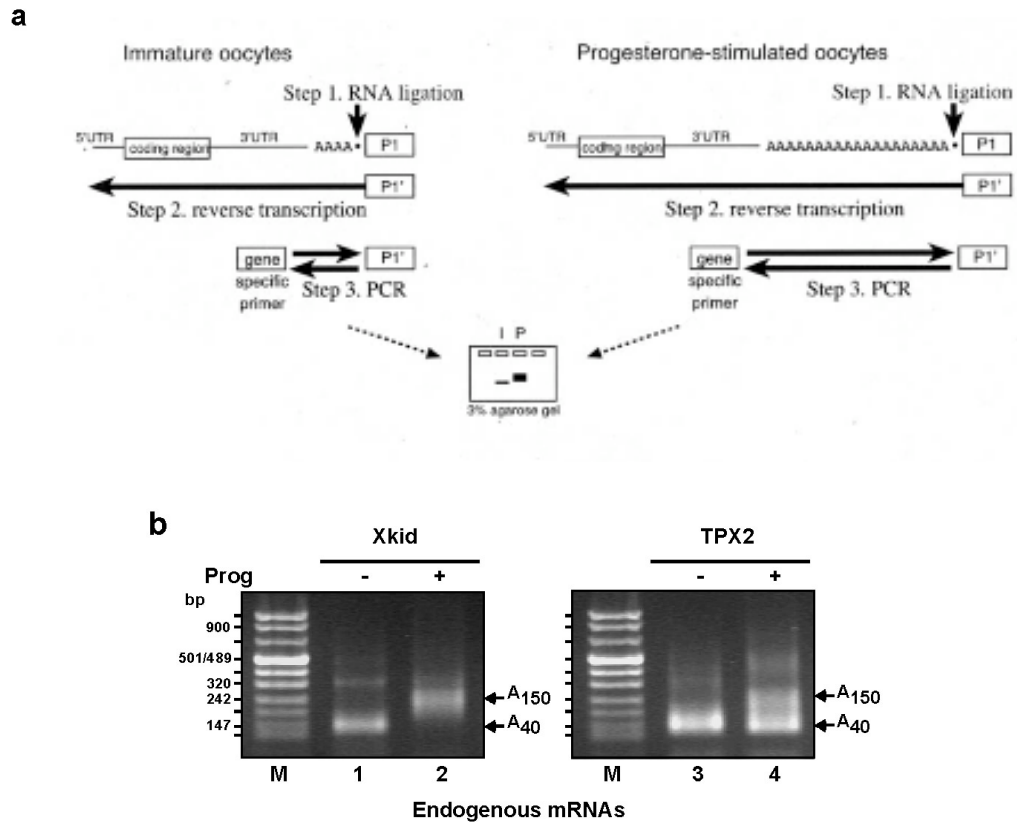 a
Immature oocytes
Progesterone-stimulated oocytes
Step 1. RNA ligation
Step 1. RNA ligation
5'UTR coding region 3'UTR AAAA P1
5'UTR coding region 3'UTR AAAAAAAAAAAAAAAAAAA P1
P1'
P1'
Step 2. reverse transcription
Step 2. reverse transcription
gene P1'
gene P1'
specific
specific
primer
primer
Step 3. PCR
Step 3. PCR
I P
3% agarose gel
b
Xkid TPX2
Prog - + - +
bp
900
501/489
320
242
147
A150 A150
A40 A40
M 1 2 M 3 4
Endogenous mRNAs